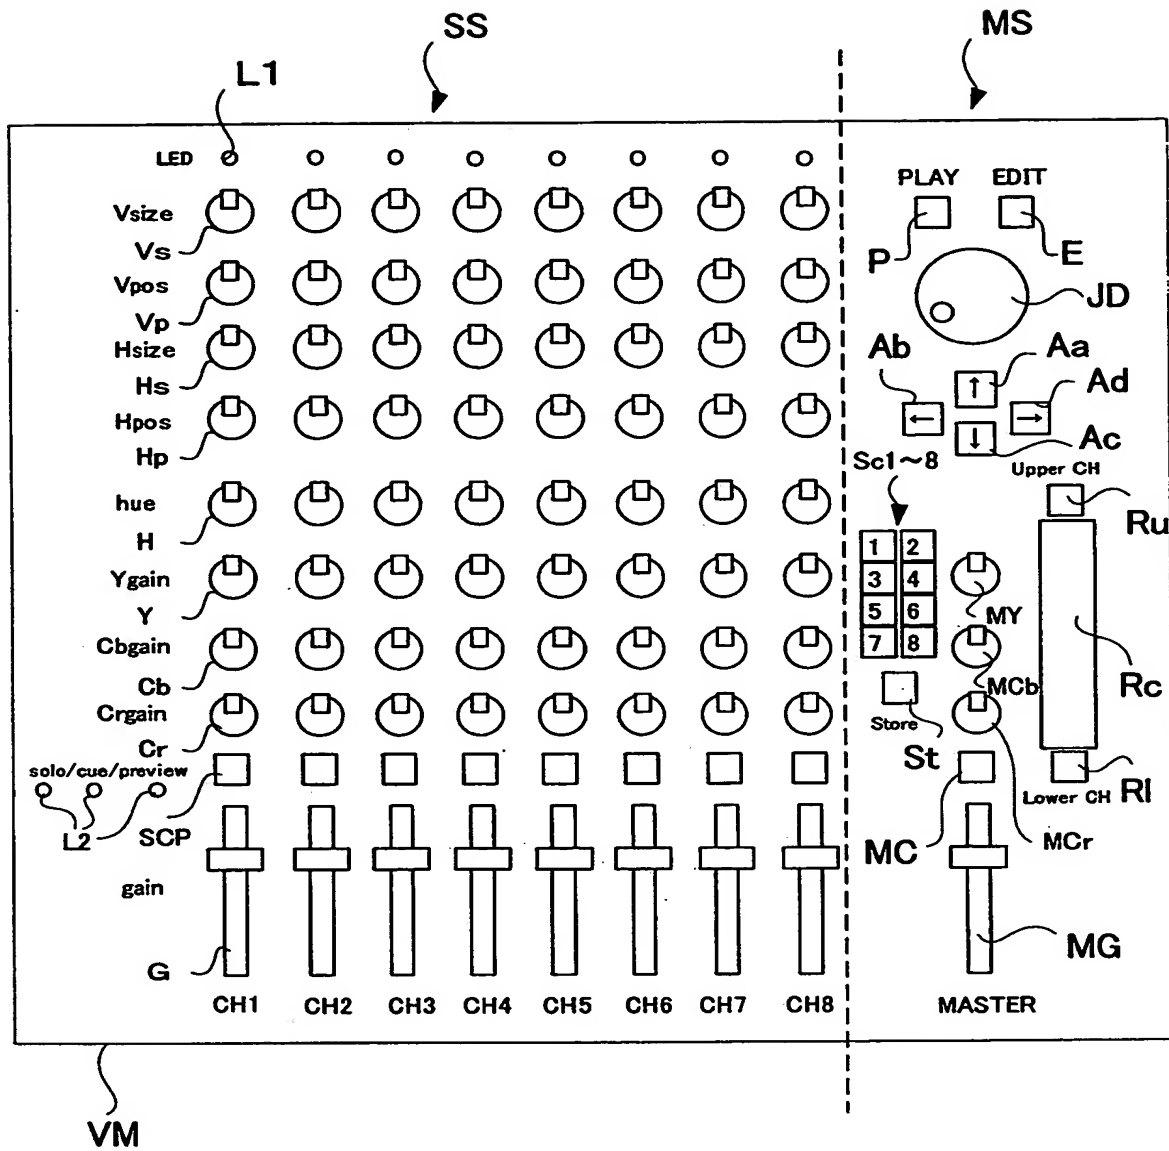 SS
MS
L1
LED
PLAY EDIT
Vsize
Vs
P
E
Vpos
Vp
JD
Hsize
Hs
Ab
Aa
Ad
Hpos
Hp
Ac
Sc1~8
Upper CH
hue
H
Ru
1 2
3 4
5 6
7 8
Ygain
Y
MY
Cbgain
Cb
MCb
Rc
Crgain
Cr
Store
St
solo/cue/preview
L2
SCP
Lower CH
Rl
MC
MCr
gain
G
MG
CH1 CH2 CH3 CH4 CH5 CH6 CH7 CH8 MASTER
VM